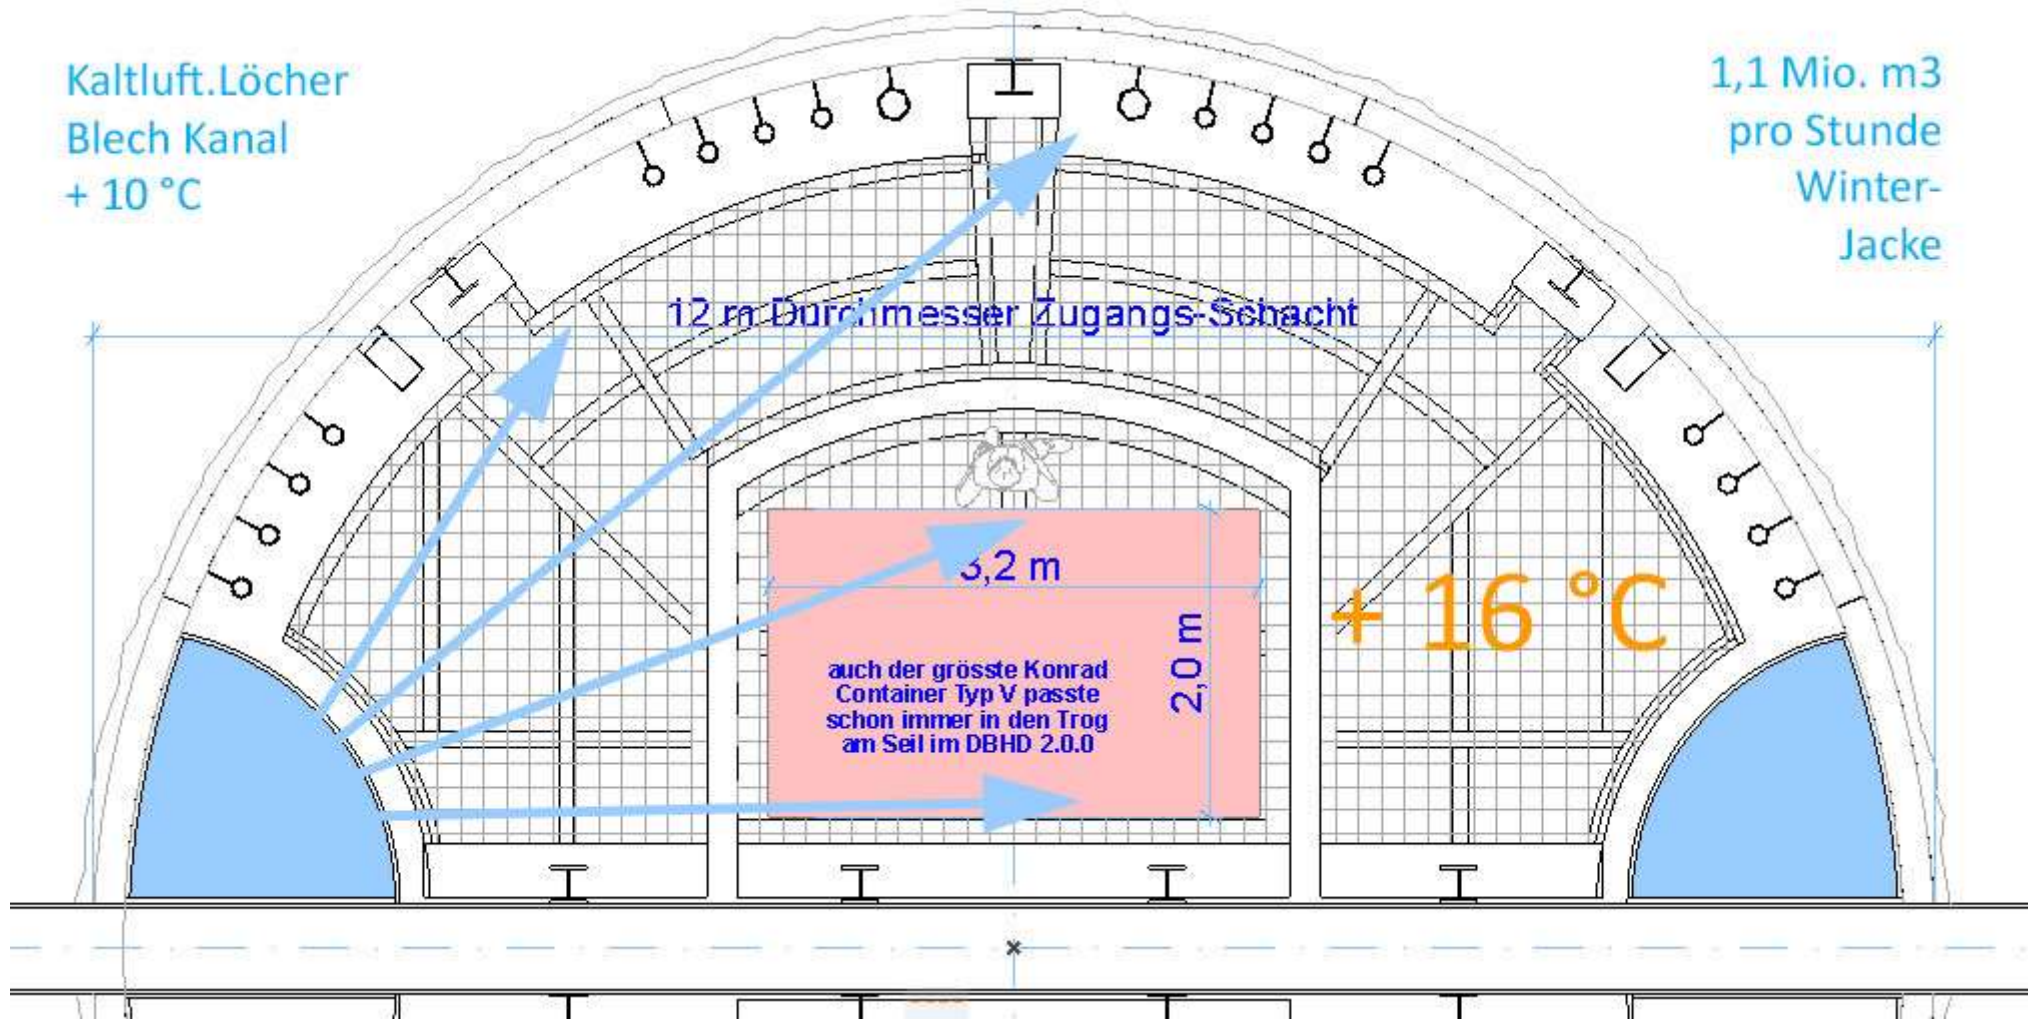 Kaltluft.Löcher
Blech Kanal
+ 10 °C
1,1 Mio. m3
pro Stunde
Winter-
Jacke
12 m Durchmesser Zugangs-Schacht
3,2 m
2,0 m
+ 16 °C
auch der grösste Konrad
Container Typ V passte
schon immer in den Trog
am Seil im DBHD 2.0.0